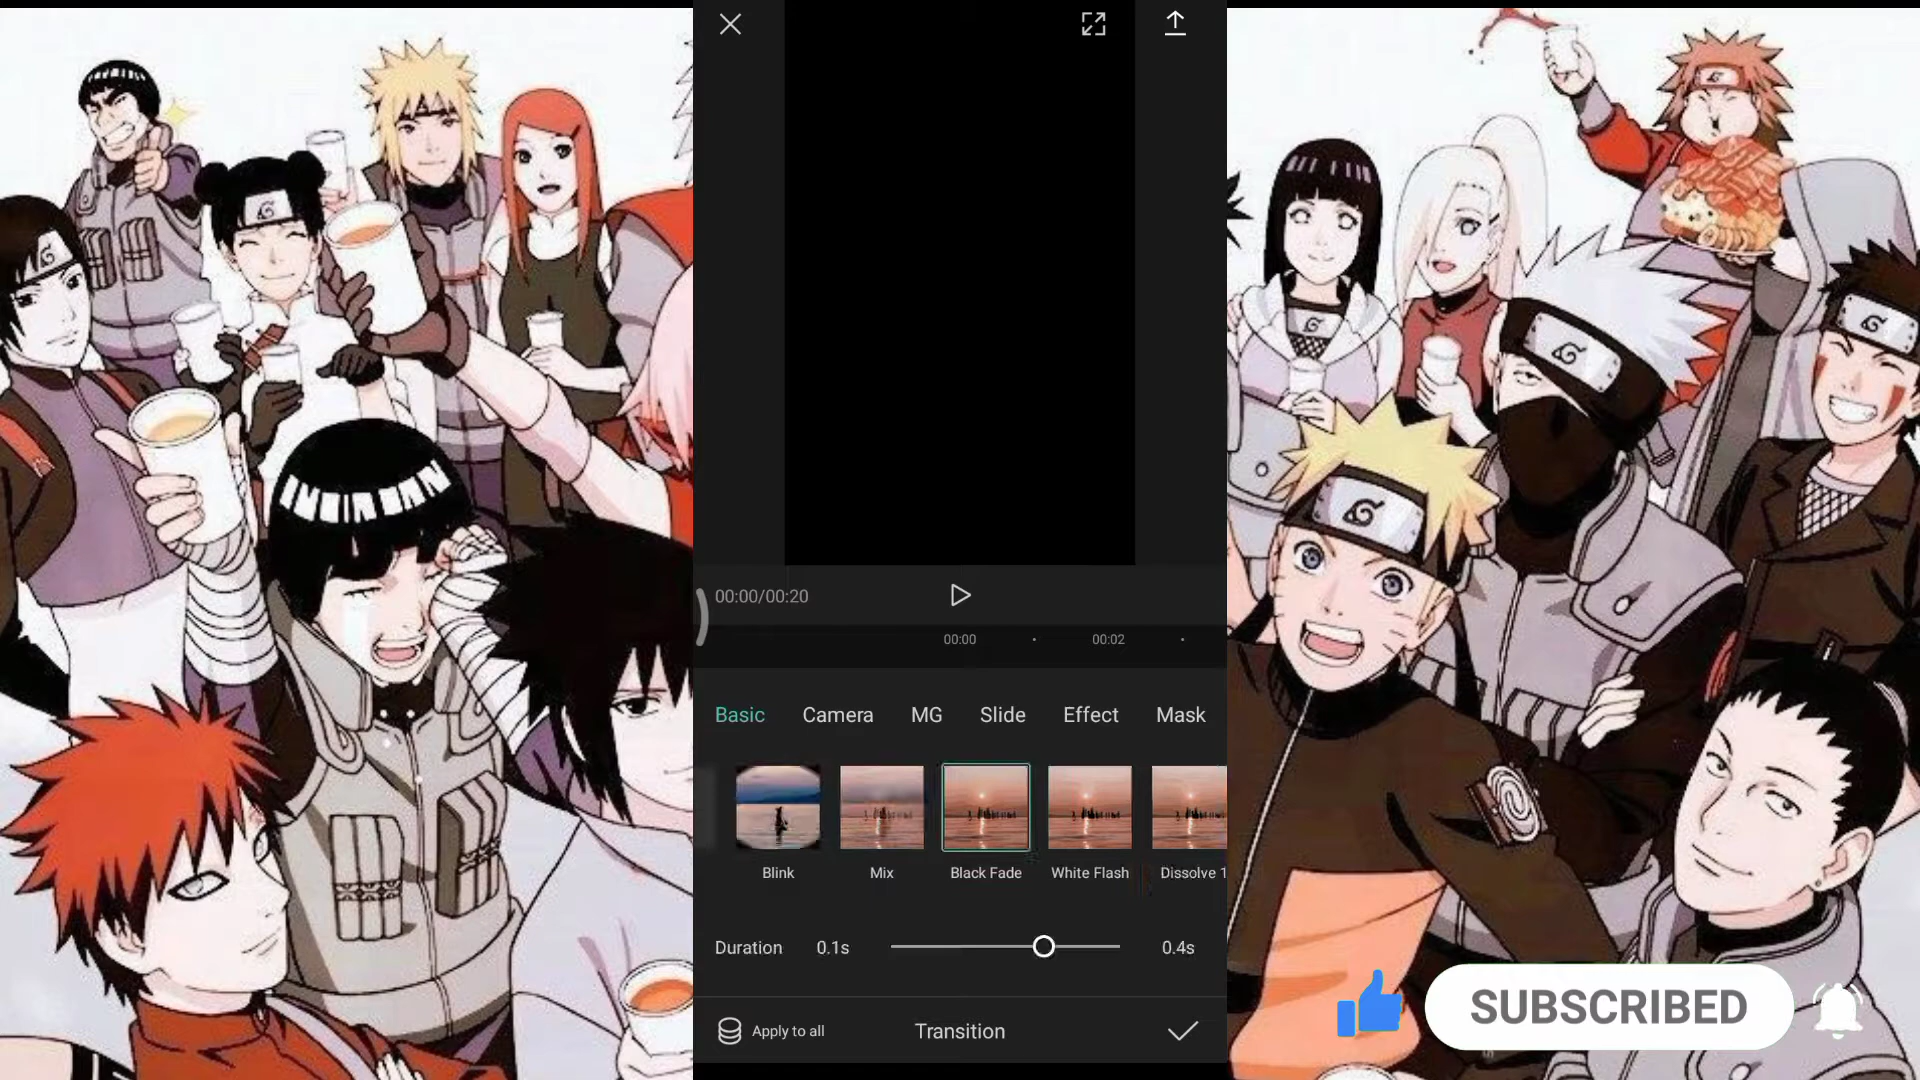 00:00/00:20
00:00 00:02
Basic Camera MG Slide Effect Mask
Blink Mix Black Fade White Flash Dissolve 1
Duration 0.1s 0.4s
Apply to all Transition
SUBSCRIBED